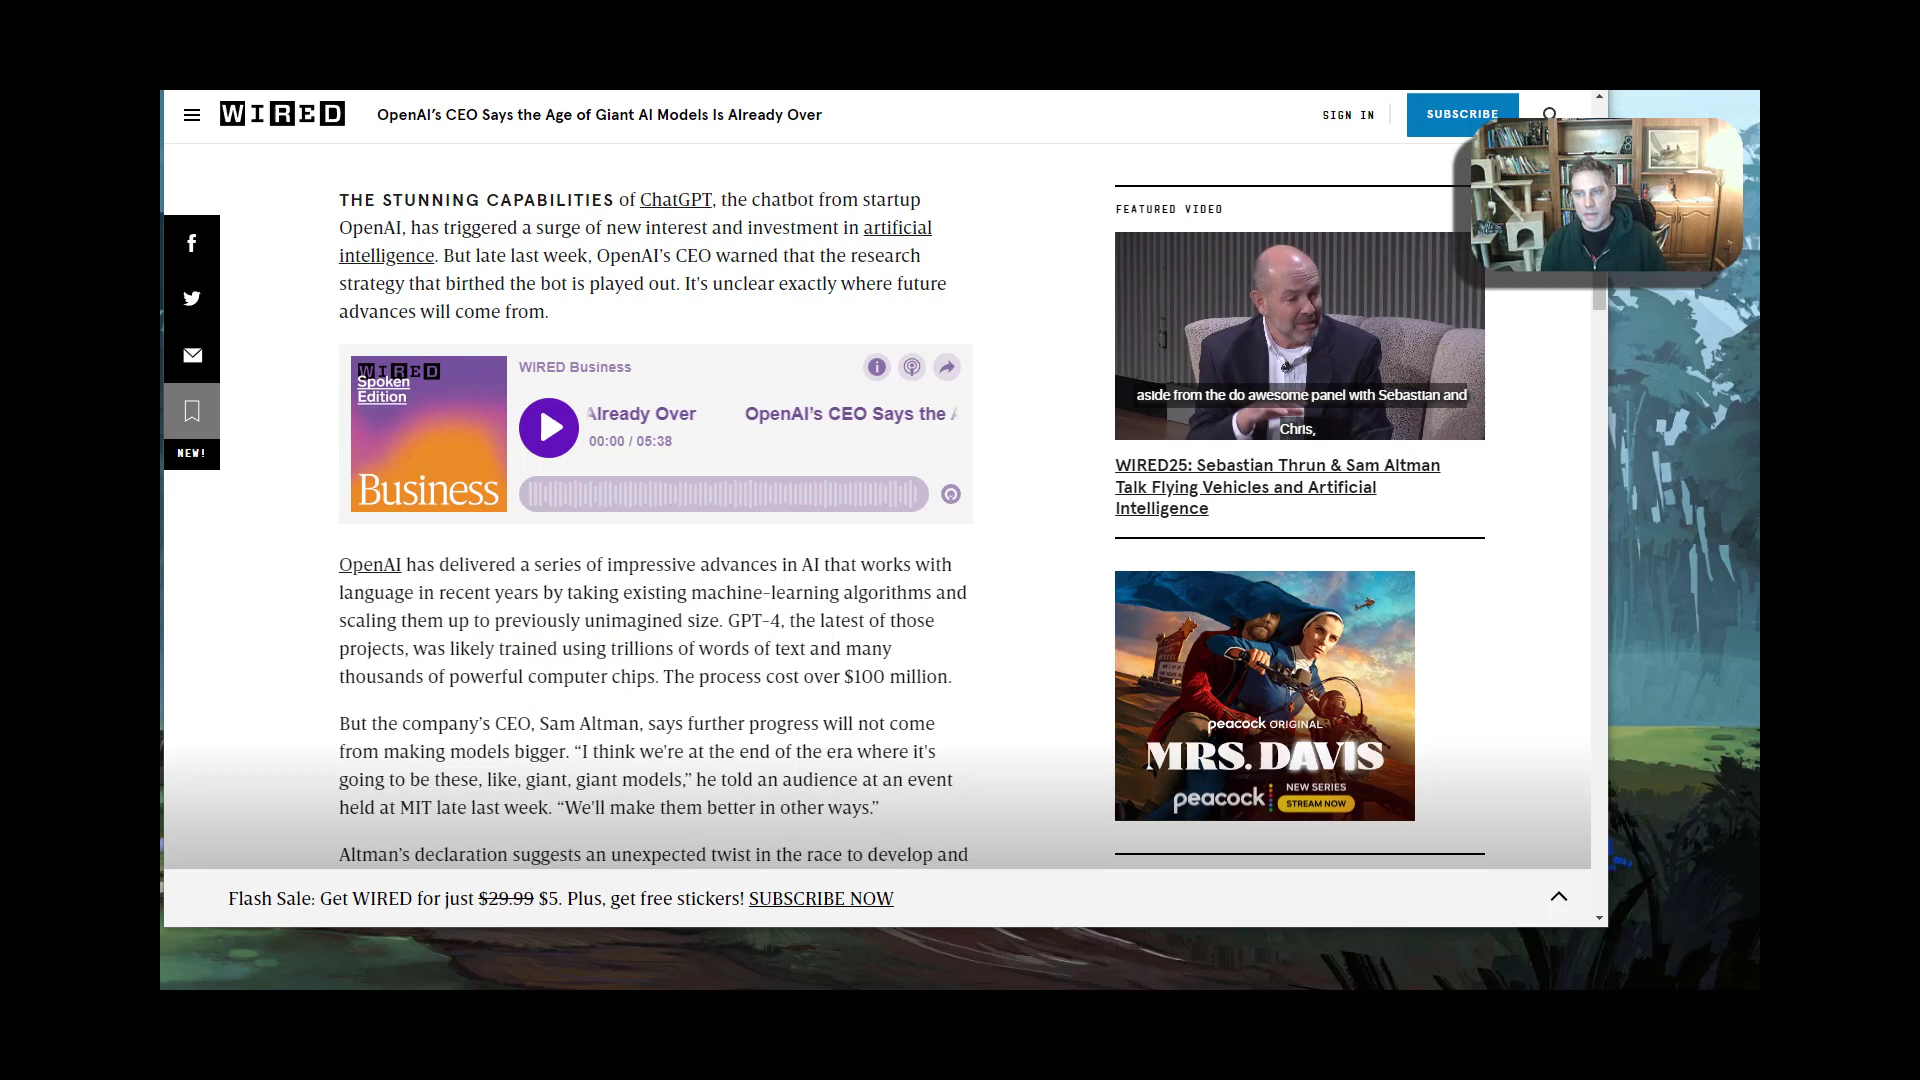 WIRED
OpenAI’s CEO Says the Age of Giant AI Models Is Already Over
SIGN IN
SUBSCRIBE
THE STUNNING CAPABILITIES of ChatGPT, the chatbot from startup
OpenAI, has triggered a surge of new interest and investment in artificial
intelligence. But late last week, OpenAI’s CEO warned that the research
strategy that birthed the bot is played out. It's unclear exactly where future
advances will come from.
NEW!
WIRED
Spoken
Edition
Business
WIRED Business
Already Over
OpenAI’s CEO Says the
00:00 / 05:38
OpenAI has delivered a series of impressive advances in AI that works with
language in recent years by taking existing machine-learning algorithms and
scaling them up to previously unimagined size. GPT-4, the latest of those
projects, was likely trained using trillions of words of text and many
thousands of powerful computer chips. The process cost over $100 million.
But the company’s CEO, Sam Altman, says further progress will not come
from making models bigger. “I think we're at the end of the era where it's
going to be these, like, giant, giant models,” he told an audience at an event
held at MIT late last week. “We'll make them better in other ways.”
Altman’s declaration suggests an unexpected twist in the race to develop and
FEATURED VIDEO
aside from the do awesome panel with Sebastian and
Chris,
WIRED25: Sebastian Thrun & Sam Altman
Talk Flying Vehicles and Artificial
Intelligence
peacock ORIGINAL
MRS. DAVIS
peacock
NEW SERIES
STREAM NOW
Flash Sale: Get WIRED for just $29.99 $5. Plus, get free stickers! SUBSCRIBE NOW